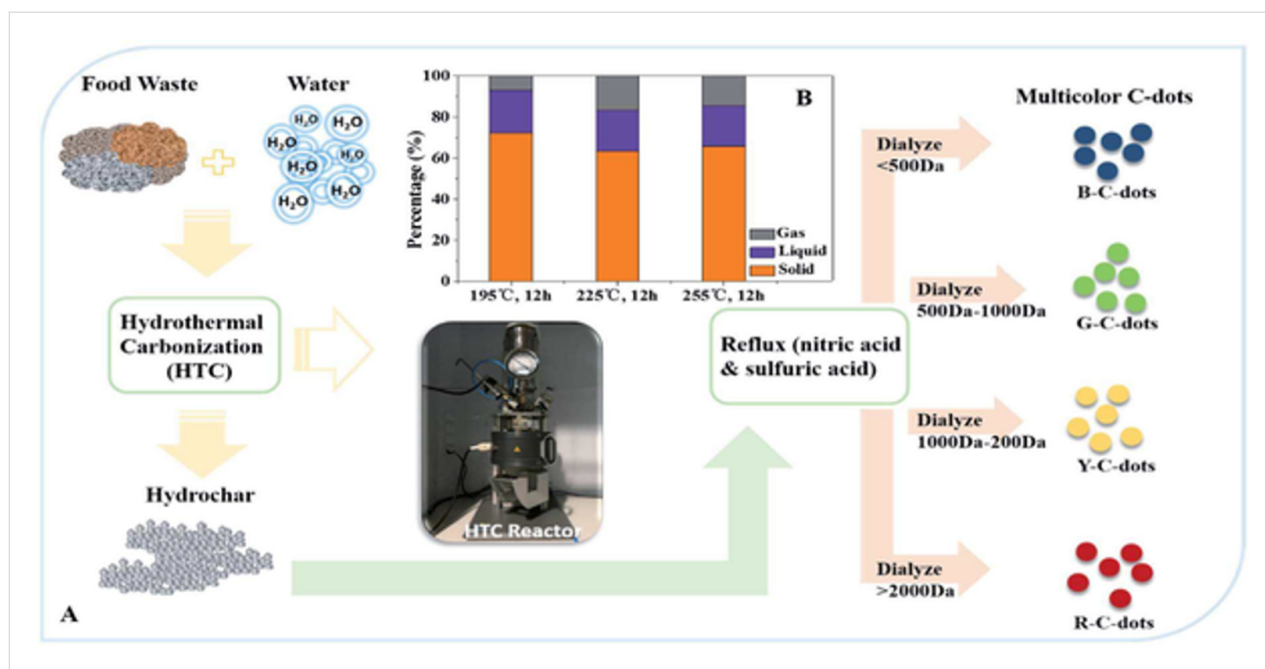 Food Waste
Water
H₂O
H₂O
H₂O
H₂O
H₂O
H₂O
H₂O
Hydrothermal
Carbonization
(HTC)
Hydrochar
A
B
Percentage (%)
100
80
60
40
20
0
Gas
Liquid
Solid
195℃, 12h
225℃, 12h
255℃, 12h
HTC Reactor
Reflux (nitric acid
& sulfuric acid)
Multicolor C-dots
Dialyze
<500Da
B-C-dots
Dialyze
500Da-1000Da
G-C-dots
Dialyze
1000Da-200Da
Y-C-dots
Dialyze
>2000Da
R-C-dots